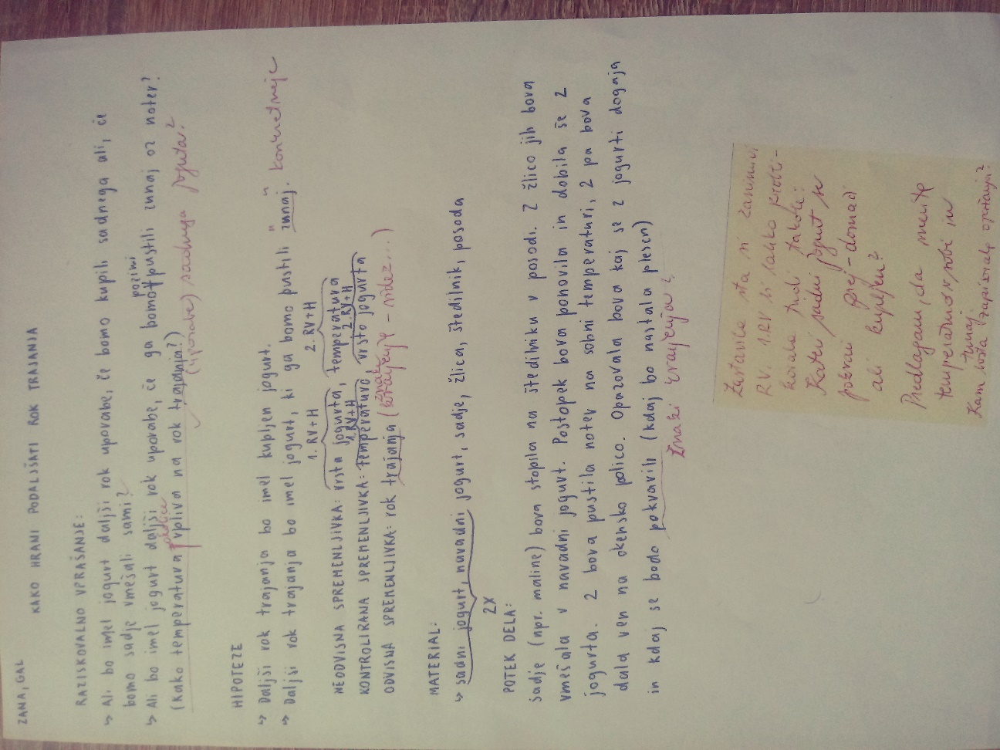 ZANA, GAL
KAKO HRANI PODALJŠATI ROK TRAJANJA
RAZISKOVALNO VPRAŠANJE:
↳ Ali bo imel jogurt daljši rok uporabe, če bomo kupili sadnega ali, če
bomo sadje vmešali sami?
pozimi
↳ Ali bo imel jogurt daljši rok uporabe, če ga bomo pustili zunaj oz noter?
(Kako temperatura vpliva na rok trajanja?)
(uporabe) sadnega jogurta?
HIPOTEZE
↳ Daljši rok trajanja bo imel kupljen jogurt.
↳ Daljši rok trajanja bo imel jogurt, ki ga bomo pustili "zunaj". konkretneje
1. RV+H 2. RV+H
NEODVISNA SPREMENLJIVKA: vrsta jogurta, temperatura
1. RV+H 2. RV+H
KONTROLIRANA SPREMENLJIVKA: temperatura, vrsta jogurta
znaki
ODVISNA SPREMENLJIVKA: rok trajanja (kvarjenje - videz...)
MATERIAL:
↳ sadni jogurt, navadni jogurt, sadje, žlica, štedilnik, posoda
2X
POTEK DELA:
Sadje (npr. maline) bova stopila na štedilniku v posodi. Z žlico jih bova
vmešala v navadni jogurt. Postopek bova ponovila in dobila še 2
jogurta. 2 bova pustila noter na sobni temperaturi, 2 pa bova
dala ven na okensko polico. Opazovala bova kaj se z jogurti dogaja
in kdaj se bodo pokvarili (kdaj bo nastala plesen)
znaki kvarjenja?
Zastavila sta si zanimivi
RV. 1.RV bi lahko
tudi takole:
Kateri sadni jogurt se
pokvari prej - domači
ali kupljen?
Predlagam, da merita
temperaturo v sobi in
zunaj.
Kam bosta zapisovala opažanja?